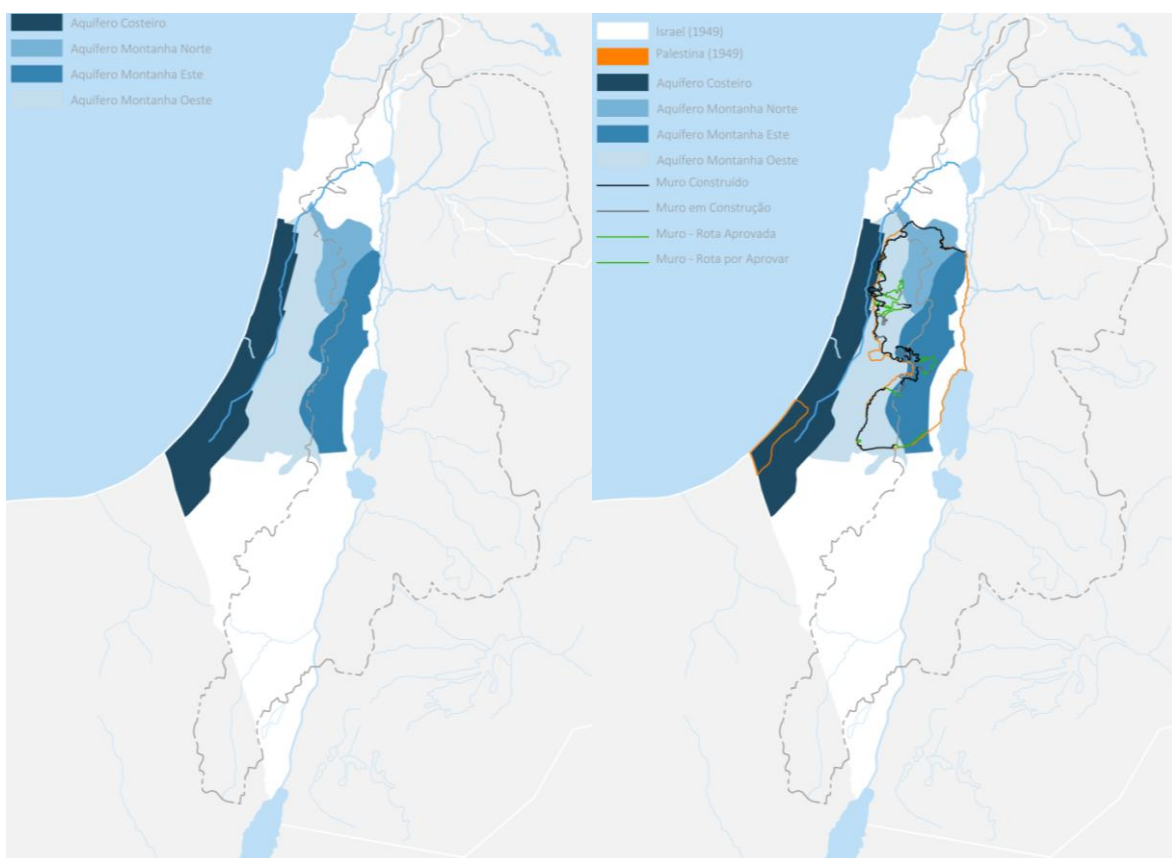 Aquífero Costeiro
Aquífero Montanha Norte
Aquífero Montanha Este
Aquífero Montanha Oeste
Israel (1949)
Palestina (1949)
Aquífero Costeiro
Aquífero Montanha Norte
Aquífero Montanha Este
Aquífero Montanha Oeste
Muro Construído
Muro em Construção
Muro - Rota Aprovada
Muro - Rota por Aprovar